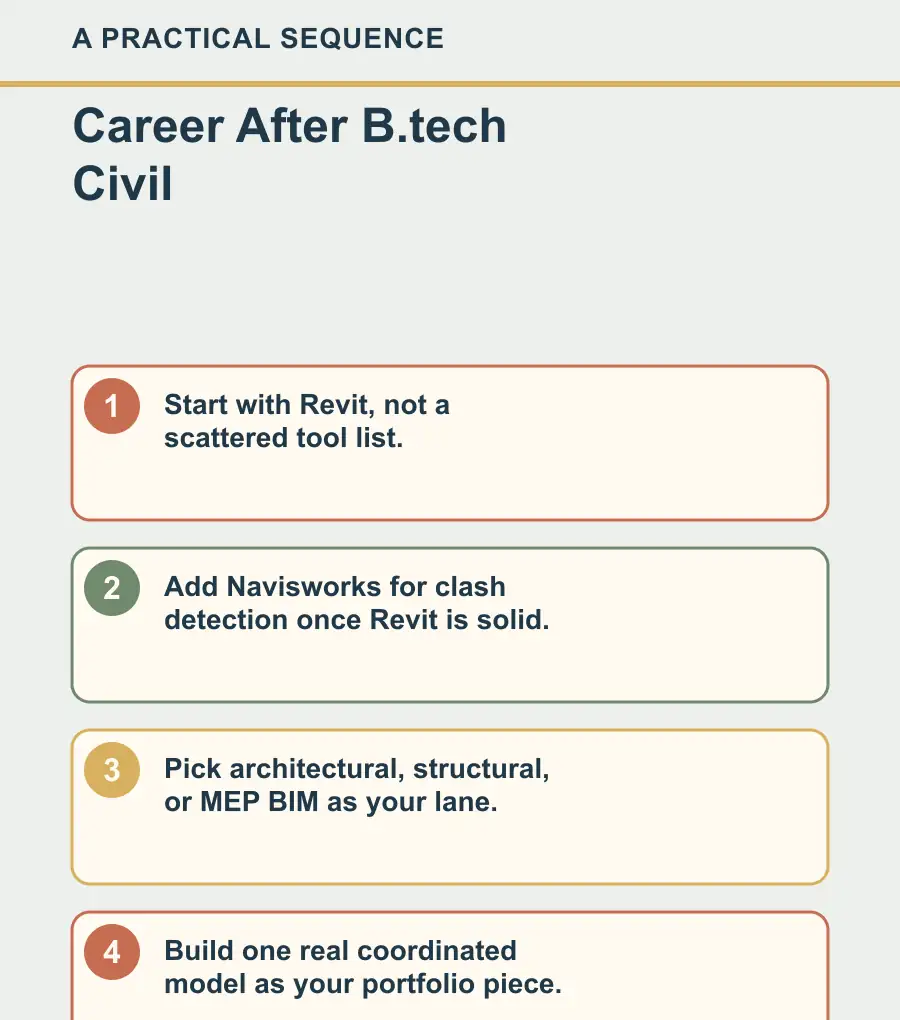 A PRACTICAL SEQUENCE
Career After B.tech
Civil
1
Start with Revit, not a
scattered tool list.
2
Add Navisworks for clash
detection once Revit is solid.
3
Pick architectural, structural,
or MEP BIM as your lane.
4
Build one real coordinated
model as your portfolio piece.